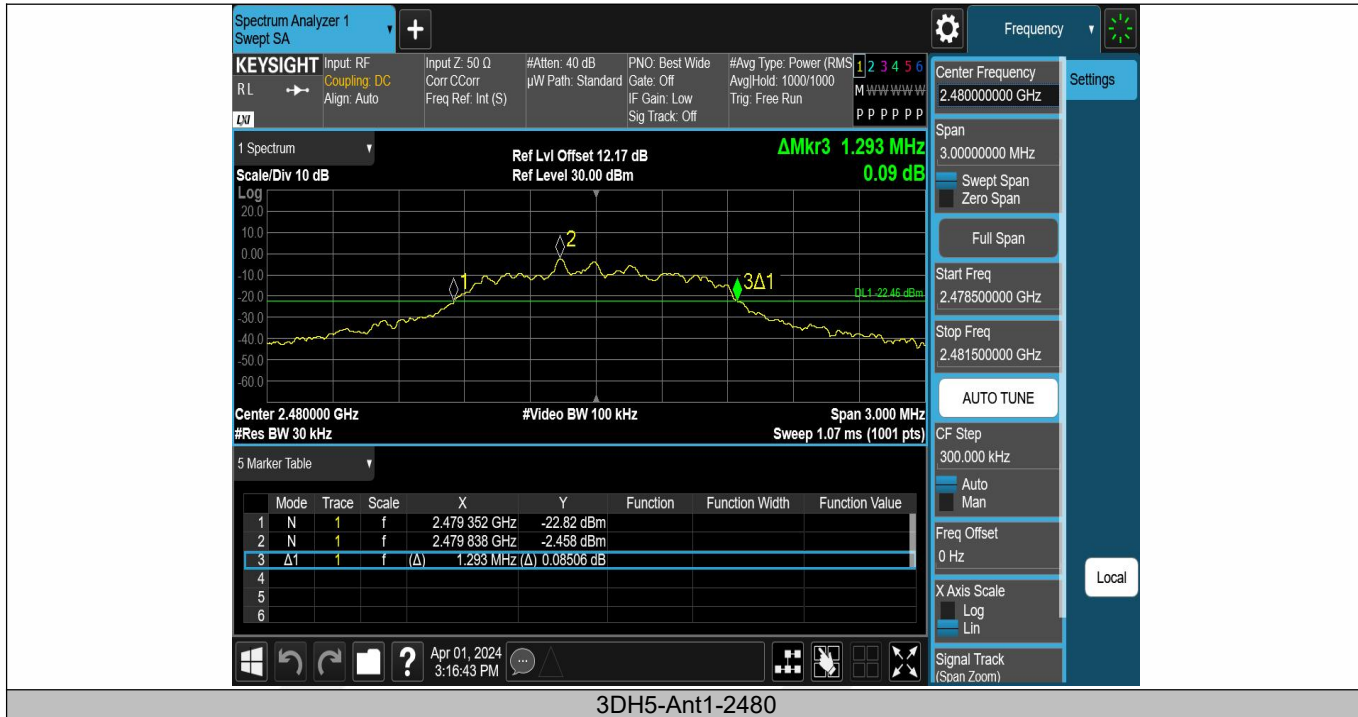 Spectrum Analyzer 1
Swept SA
+
Frequency
KEYSIGHT
RL
LXI
Input: RF
Coupling: DC
Align: Auto
Input Z: 50 Ω
Corr CCorr
Freq Ref: Int (S)
#Atten: 40 dB
µW Path: Standard
PNO: Best Wide
Gate: Off
IF Gain: Low
Sig Track: Off
#Avg Type: Power (RMS
Avg|Hold: 1000/1000
Trig: Free Run
1 2 3 4 5 6
M W W W W W
P P P P P P
1 Spectrum
Scale/Div 10 dB
Ref Lvl Offset 12.17 dB
Ref Level 30.00 dBm
ΔMkr3 1.293 MHz
0.09 dB
Log
20.0
10.0
0.00
-10.0
-20.0
-30.0
-40.0
-50.0
-60.0
1
2
3Δ1
DL1 -22.46 dBm
Center 2.480000 GHz
#Res BW 30 kHz
#Video BW 100 kHz
Span 3.000 MHz
Sweep 1.07 ms (1001 pts)
5 Marker Table
Mode Trace Scale X Y Function Function Width Function Value
1 N 1 f 2.479 352 GHz -22.82 dBm
2 N 1 f 2.479 838 GHz -2.458 dBm
3 Δ1 1 f (Δ) 1.293 MHz (Δ) 0.08506 dB
4
5
6
?
Apr 01, 2024
3:16:43 PM
Center Frequency
2.480000000 GHz
Settings
Span
3.00000000 MHz
Swept Span
Zero Span
Full Span
Start Freq
2.478500000 GHz
Stop Freq
2.481500000 GHz
AUTO TUNE
CF Step
300.000 kHz
Auto
Man
Freq Offset
0 Hz
X Axis Scale
Log
Lin
Signal Track
(Span Zoom)
Local
3DH5-Ant1-2480